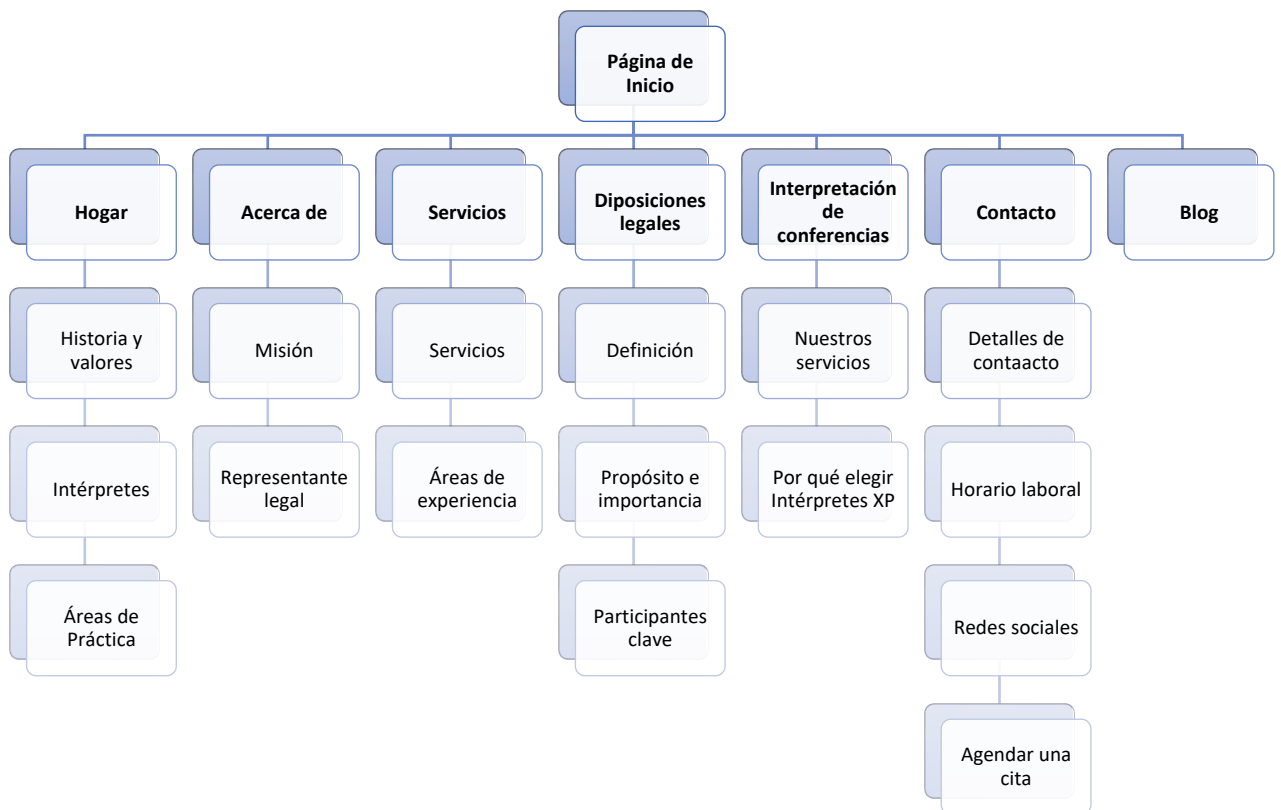 Página de
Inicio
Hogar
Acerca de
Servicios
Diposiciones
legales
Interpretación
de
conferencias
Contacto
Blog
Historia y
valores
Misión
Servicios
Definición
Nuestros
servicios
Detalles de
contaacto
Intérpretes
Representante
legal
Áreas de
experiencia
Propósito e
importancia
Por qué elegir
Intérpretes XP
Horario laboral
Áreas de
Práctica
Participantes
clave
Redes sociales
Agendar una
cita